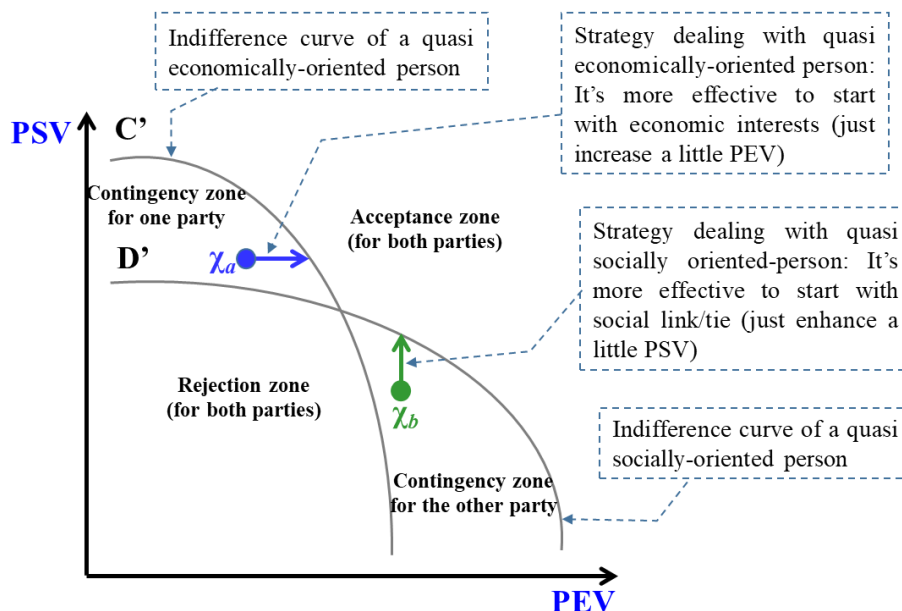 Indifference curve of a quasi
economically-oriented person
Strategy dealing with quasi
economically-oriented person:
It’s more effective to start
with economic interests (just
increase a little PEV)
PSV
C’
Contingency zone
for one party
Acceptance zone
(for both parties)
D’
χa
Strategy dealing with quasi
socially oriented-person: It’s
more effective to start with
social link/tie (just enhance a
little PSV)
Rejection zone
(for both parties)
χb
Indifference curve of a quasi
socially-oriented person
Contingency zone
for the other party
PEV